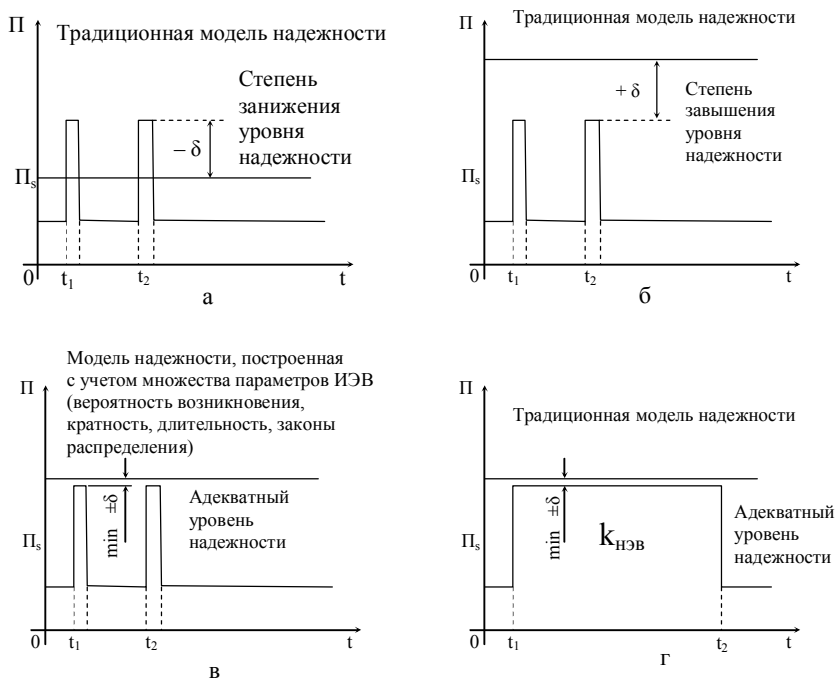 П
Традиционная модель надежности
Степень
занижения
уровня
надежности
– δ
Пs
0
t1
t2
t
а
П
Традиционная модель надежности
+ δ
Степень
завышения
уровня
надежности
Пs
0
t1
t2
t
б
Модель надежности, построенная
с учетом множества параметров ИЭВ
(вероятность возникновения,
кратность, длительность, законы
распределения)
П
min ±δ
Адекватный
уровень
надежности
Пs
0
t1
t2
t
в
П
Традиционная модель надежности
min ±δ
kнэв
Адекватный
уровень
надежности
Пs
0
t1
t2
t
г